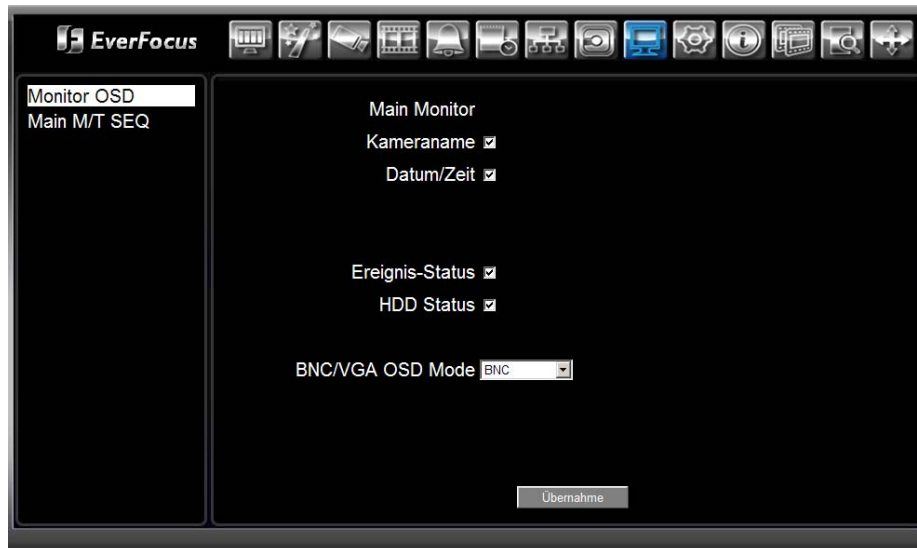 EverFocus
Monitor OSD
Main M/T SEQ
Main Monitor
Kameraname
Datum/Zeit
Ereignis-Status
HDD Status
BNC/VGA OSD Mode BNC
Übernahme